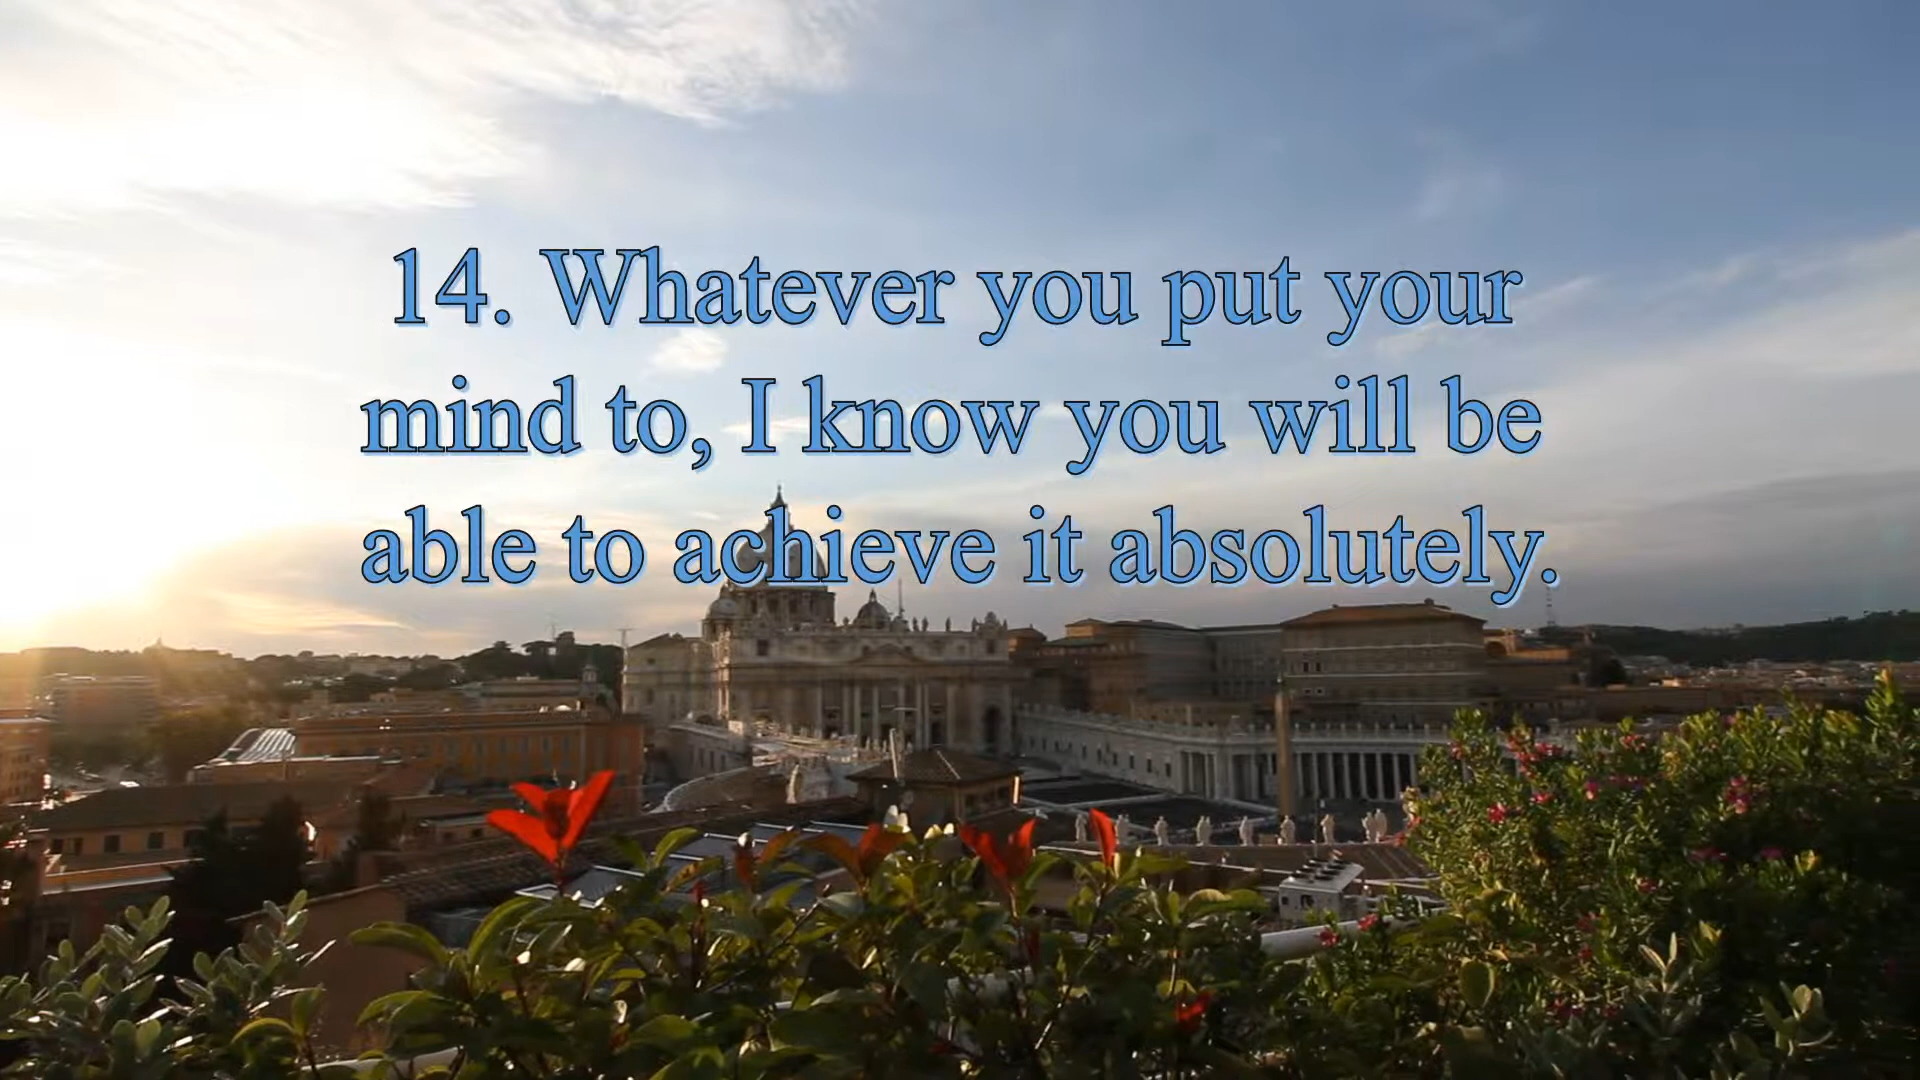 14. Whatever you put your
mind to, I know you will be
able to achieve it absolutely.